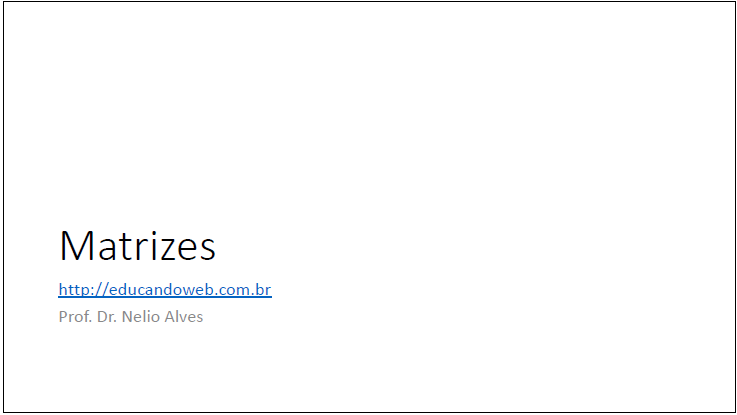 Matrizes
http://educandoweb.com.br
Prof. Dr. Nelio Alves